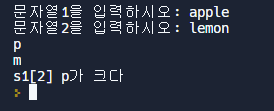 문자열1을 입력하시오: apple
문자열2을 입력하시오: lemon
p
m
s1[2] p가 크다
>